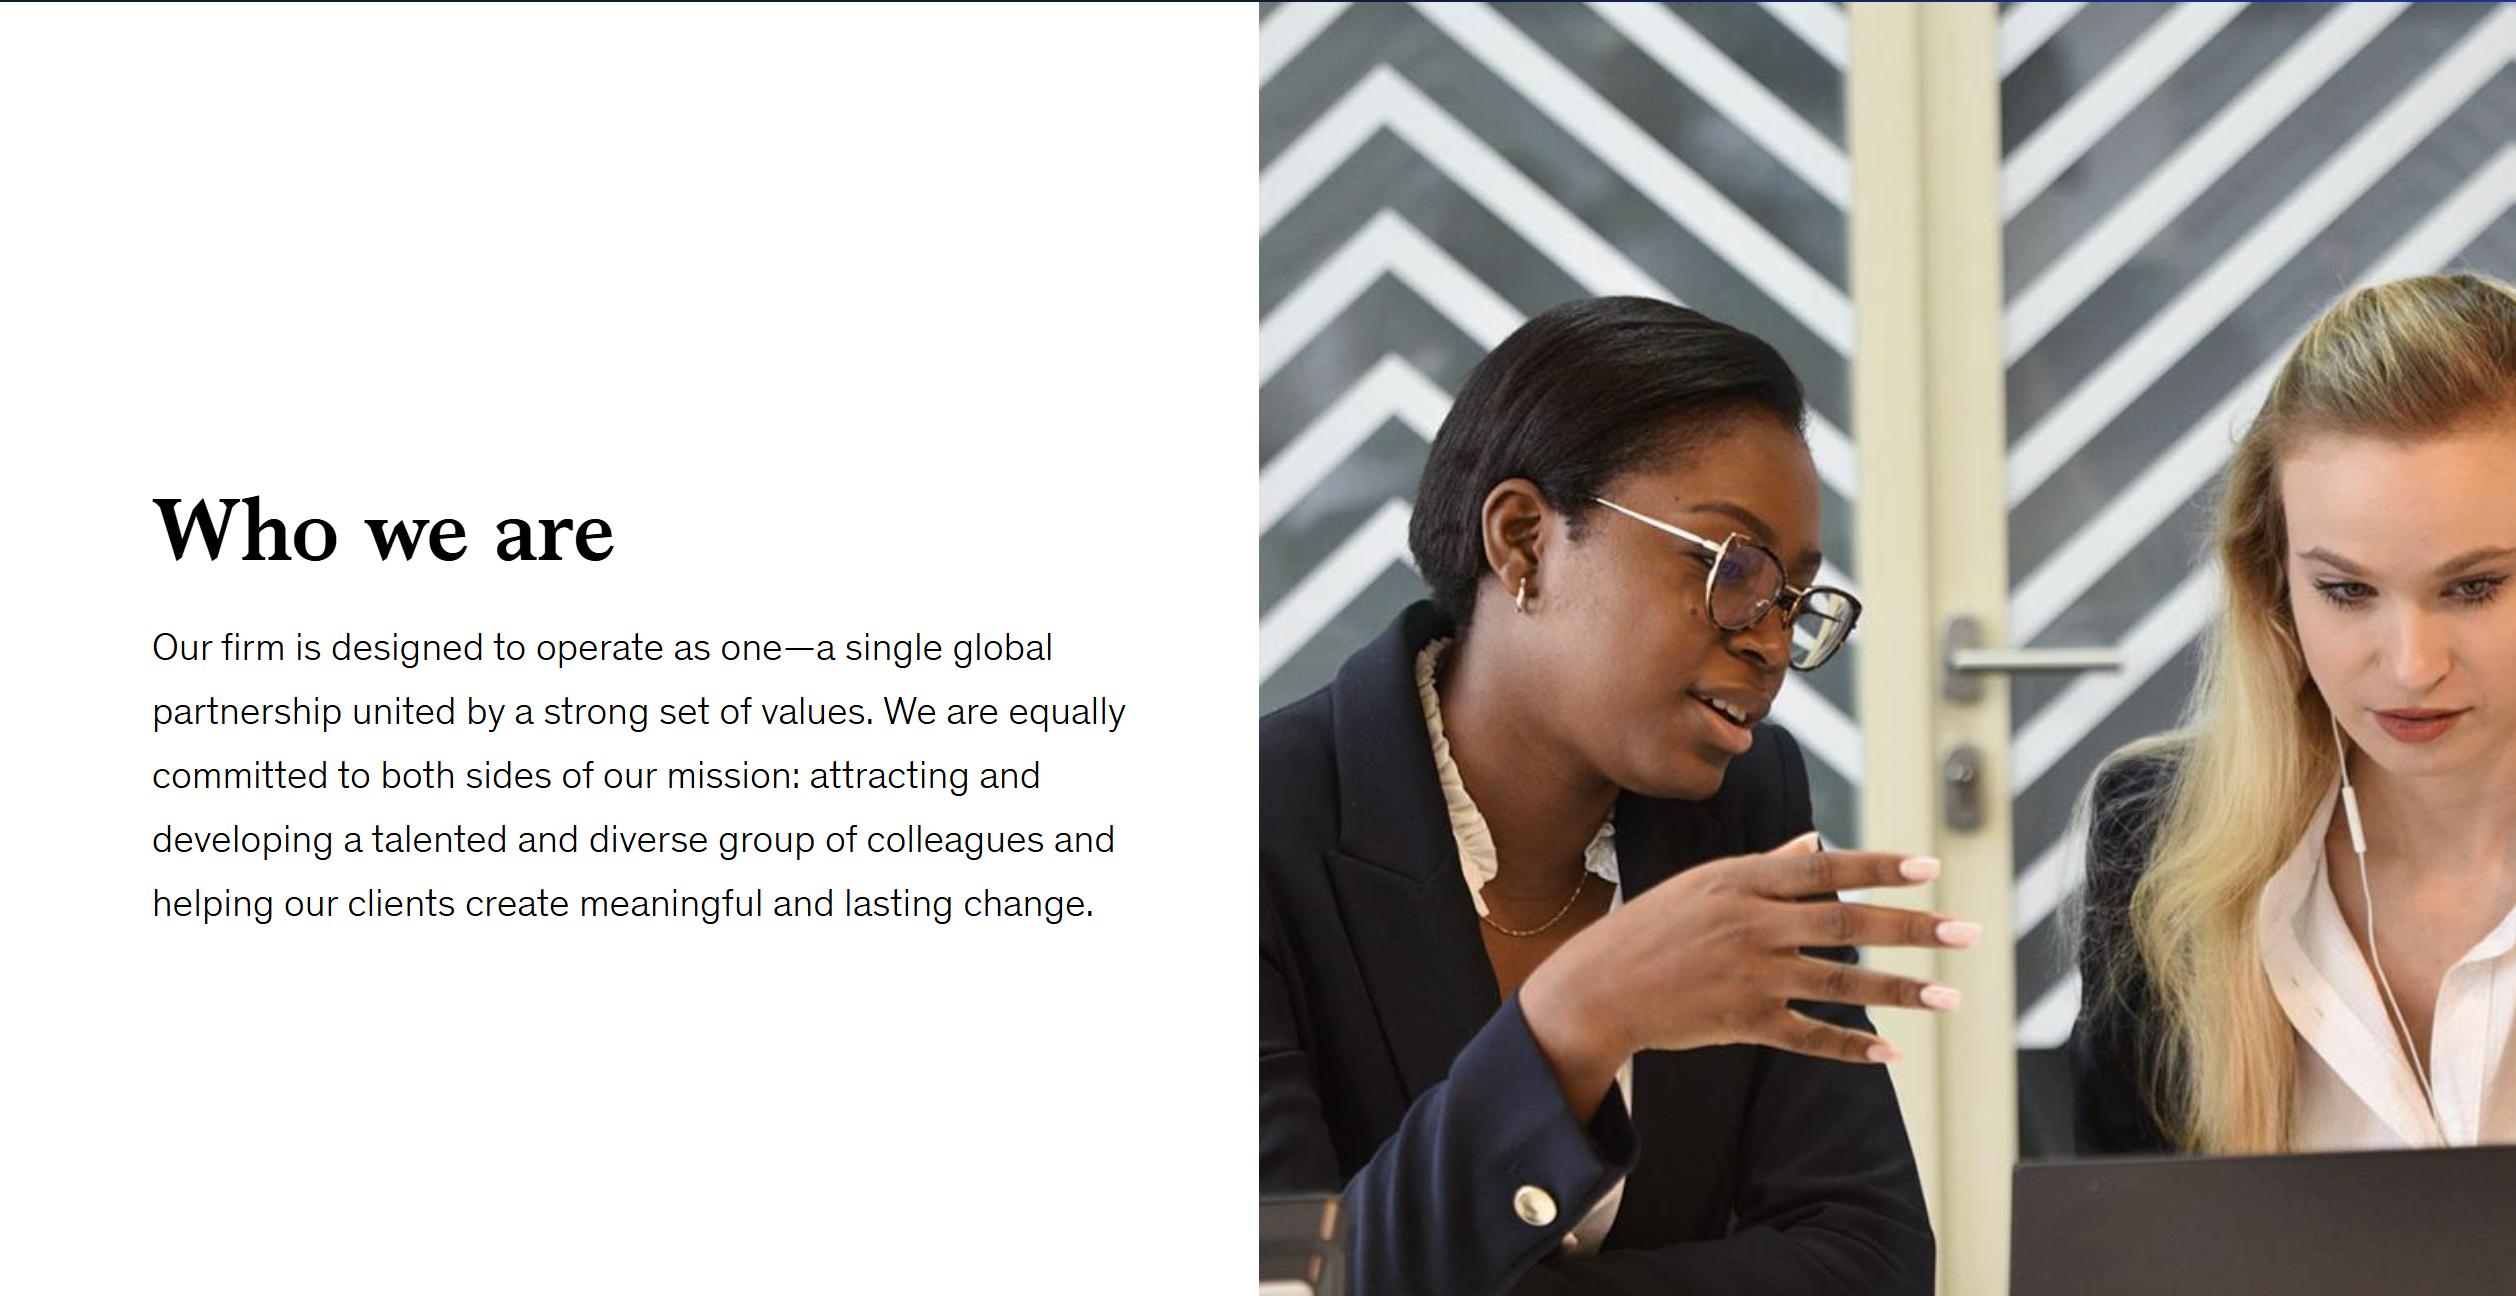 Who we are
Our firm is designed to operate as one—a single global
partnership united by a strong set of values. We are equally
committed to both sides of our mission: attracting and
developing a talented and diverse group of colleagues and
helping our clients create meaningful and lasting change.